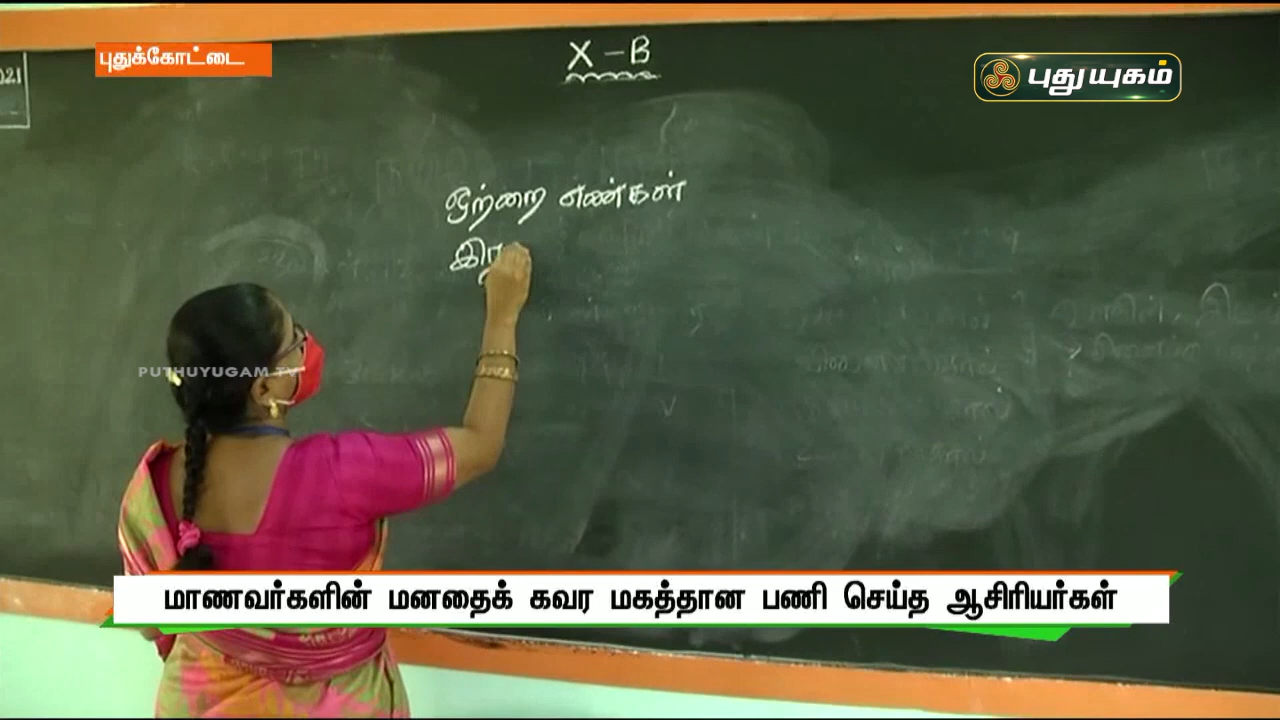 புதுக்கோட்டை
X - B
புதுயுகம்
ஒற்றை எண்கள்
PUTHUYUGAM TV
மாணவர்களின் மனதைக் கவர மகத்தான பணி செய்த ஆசிரியர்கள்